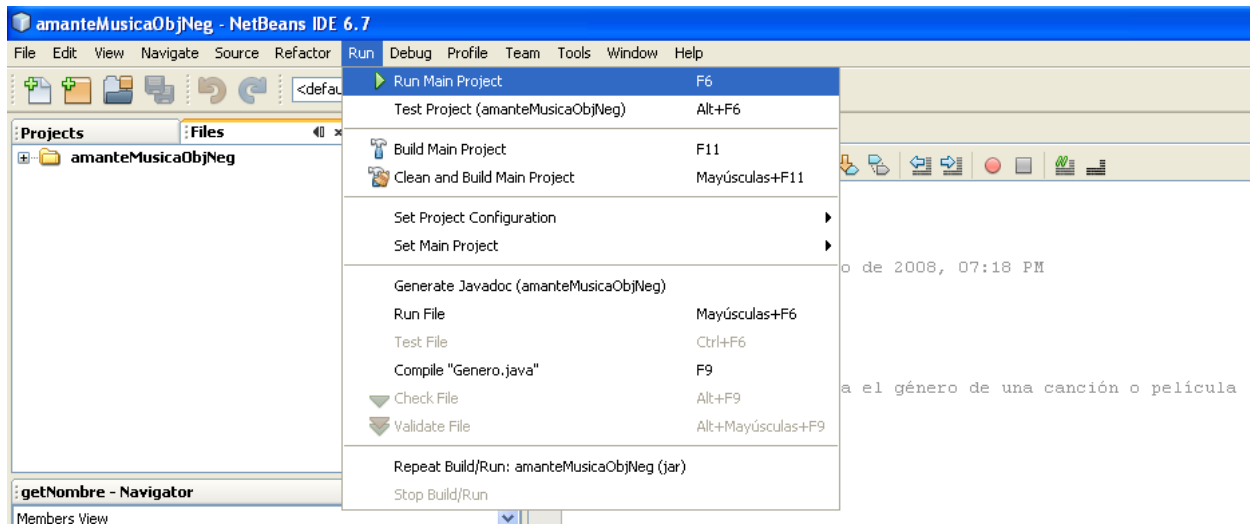 amanteMusicaObjNeg - NetBeans IDE 6.7
File Edit View Navigate Source Refactor Run Debug Profile Team Tools Window Help
<defau
Projects Files
amanteMusicaObjNeg
Run Main Project F6
Test Project (amanteMusicaObjNeg) Alt+F6
Build Main Project F11
Clean and Build Main Project Mayúsculas+F11
Set Project Configuration
Set Main Project
Generate Javadoc (amanteMusicaObjNeg)
Run File Mayúsculas+F6
Test File Ctrl+F6
Compile "Genero.java" F9
Check File Alt+F9
Validate File Alt+Mayúsculas+F9
Repeat Build/Run: amanteMusicaObjNeg (jar)
Stop Build/Run
o de 2008, 07:18 PM
a el género de una canción o película
getNombre - Navigator
Members View